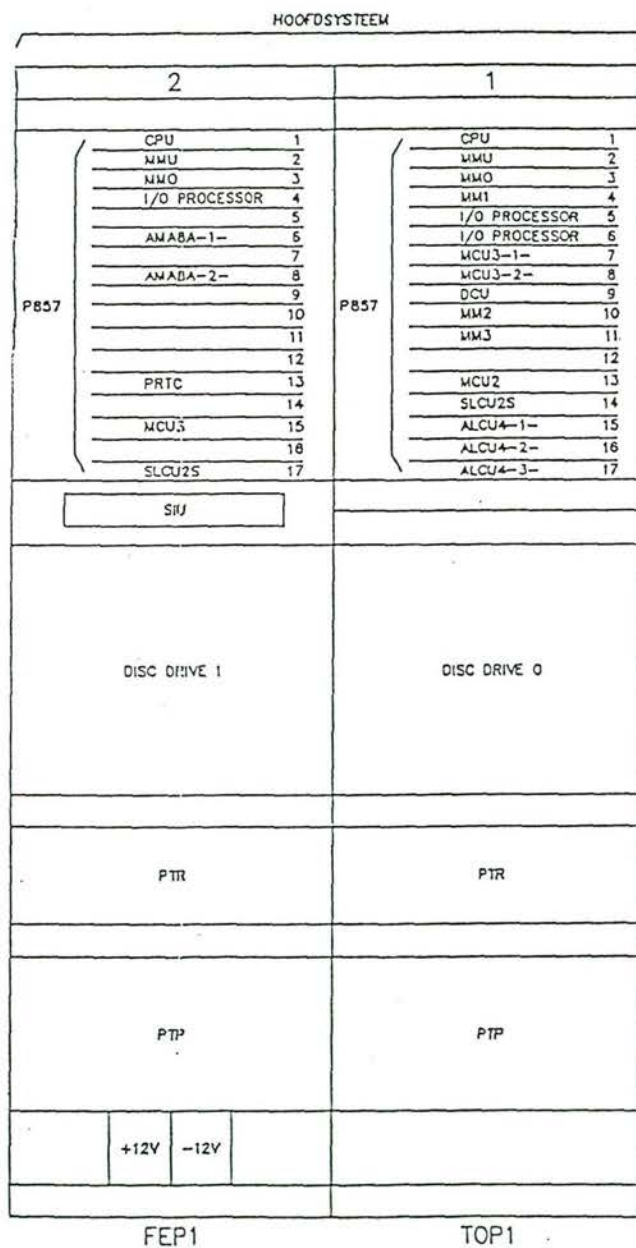 HOOFDSYSTEEM
2
1
P857
CPU 1
MMU 2
MMO 3
I/O PROCESSOR 4
5
AMA8A-1- 6
7
AMA8A-2- 8
9
10
11
12
PRTC 13
14
MCU3 15
16
SLCU2S 17
P857
CPU 1
MMU 2
MMO 3
MM1 4
I/O PROCESSOR 5
I/O PROCESSOR 6
MCU3-1- 7
MCU3-2- 8
DCU 9
MM2 10
MM3 11
12
MCU2 13
SLCU2S 14
ALCU4-1- 15
ALCU4-2- 16
ALCU4-3- 17
SIU
DISC DRIVE 1
DISC DRIVE 0
PTR
PTR
PTP
PTP
+12V
-12V
FEP1
TOP1